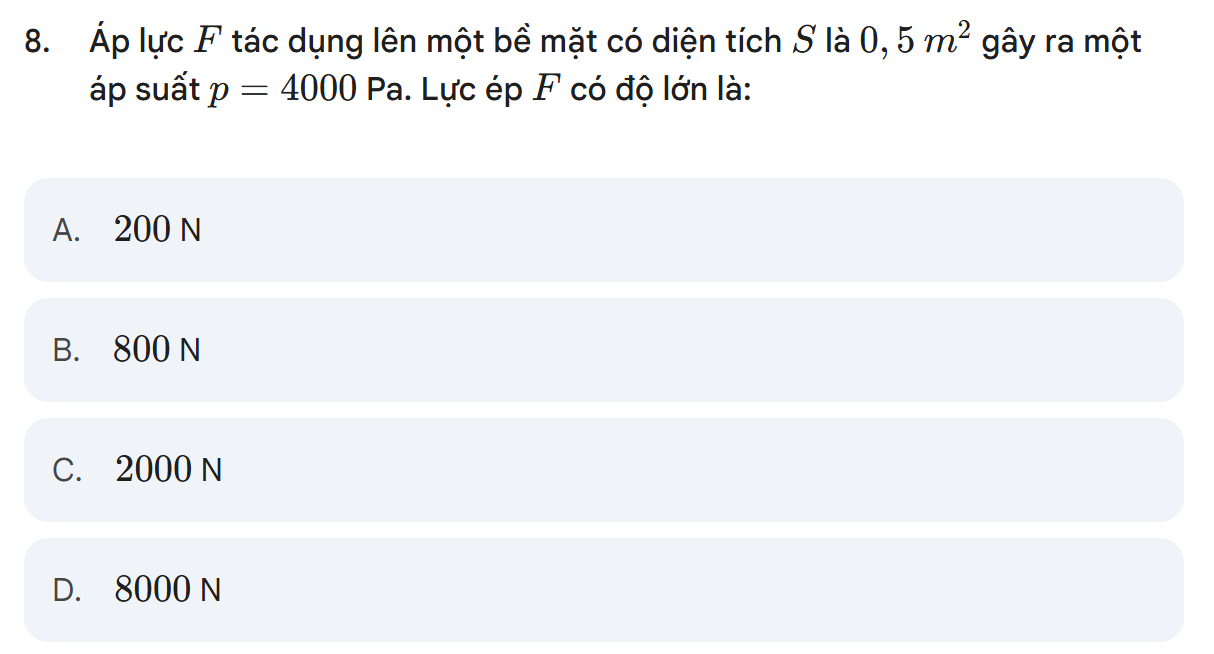 8. Áp lực F tác dụng lên một bề mặt có diện tích S là 0, 5 m² gây ra một
áp suất p = 4000 Pa. Lực ép F có độ lớn là:
A. 200 N
B. 800 N
C. 2000 N
D. 8000 N